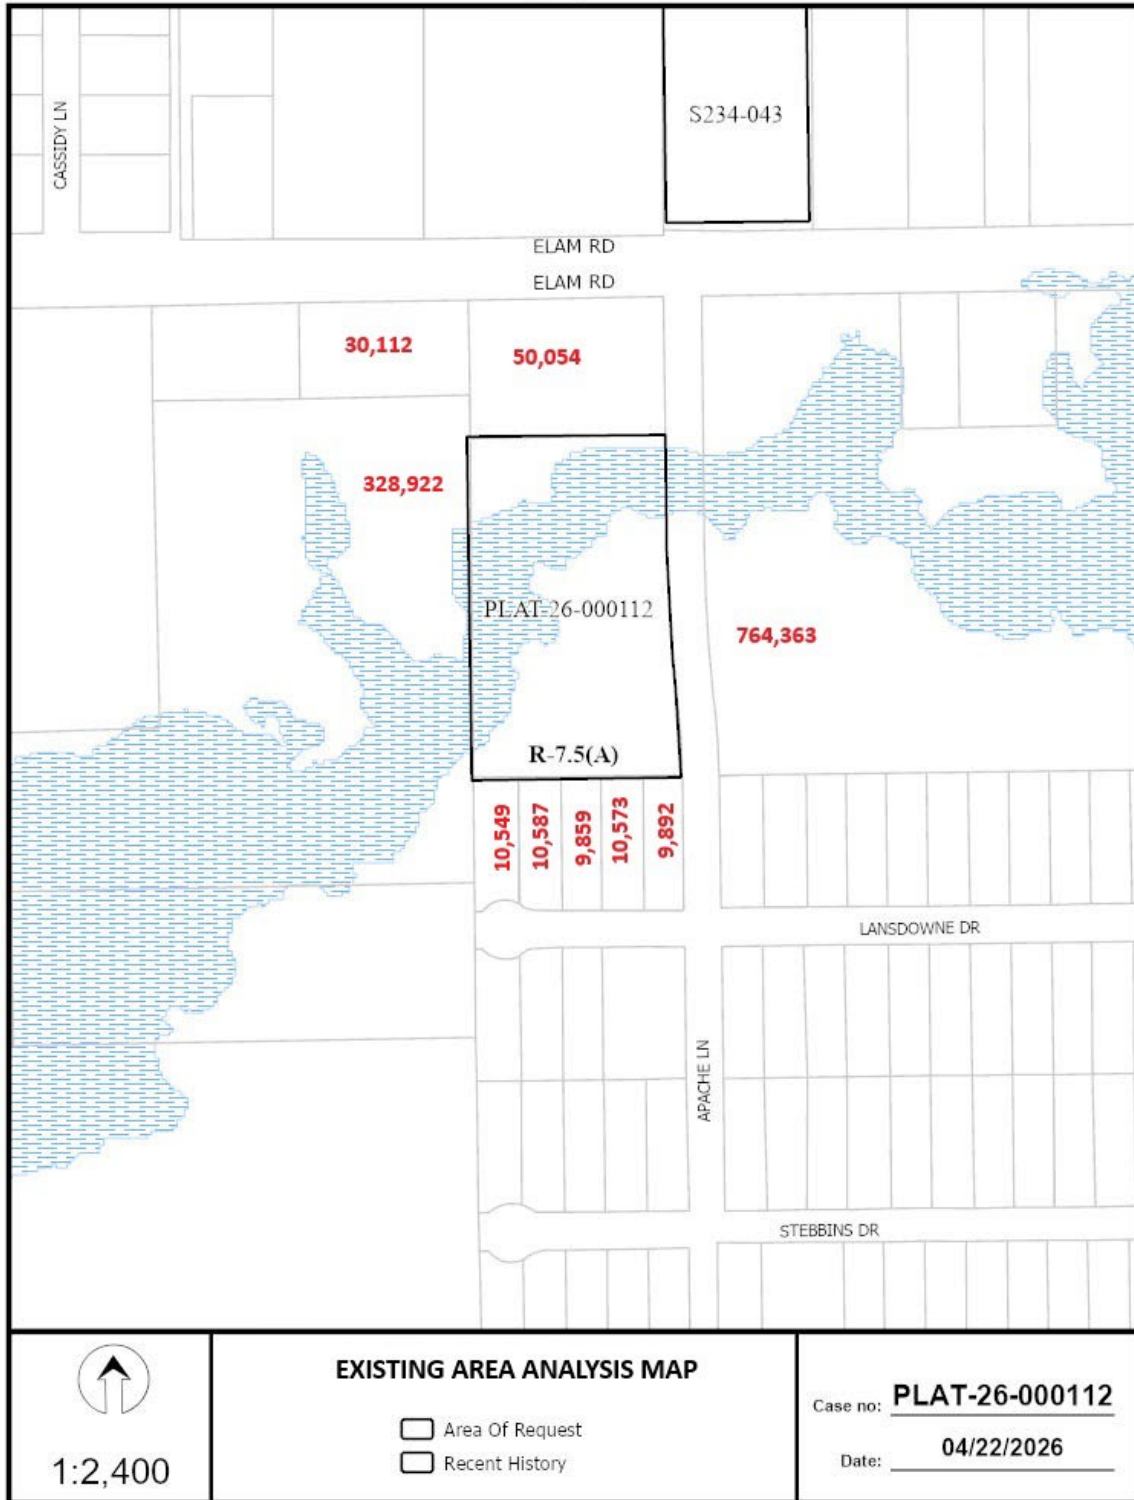 CASSIDY LN
S234-043
ELAM RD
ELAM RD
30,112
50,054
328,922
PLAT-26-000112
764,363
R-7.5(A)
10,549
10,587
9,859
10,573
9,892
LANSDOWNE DR
APACHE LN
STEBBINS DR
1:2,400
EXISTING AREA ANALYSIS MAP
Area Of Request
Recent History
Case no: PLAT-26-000112
Date: 04/22/2026